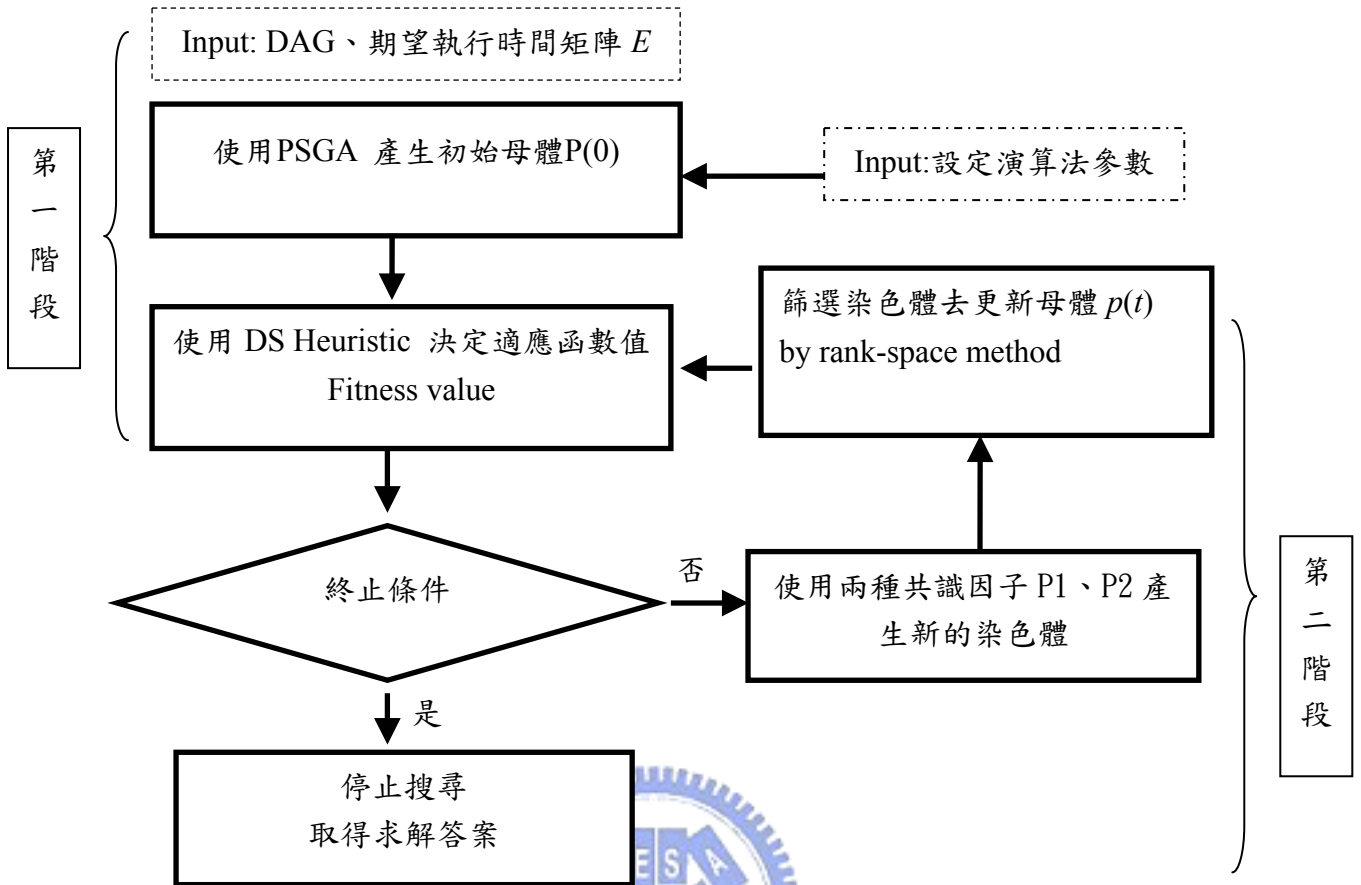 Input: DAG、期望執行時間矩陣 E
第一階段
使用PSGA 產生初始母體P(0)
Input:設定演算法參數
使用 DS Heuristic 決定適應函數值
Fitness value
篩選染色體去更新母體 p(t)
by rank-space method
終止條件
否
使用兩種共識因子 P1、P2 產
生新的染色體
第二階段
是
停止搜尋
取得求解答案
ESA